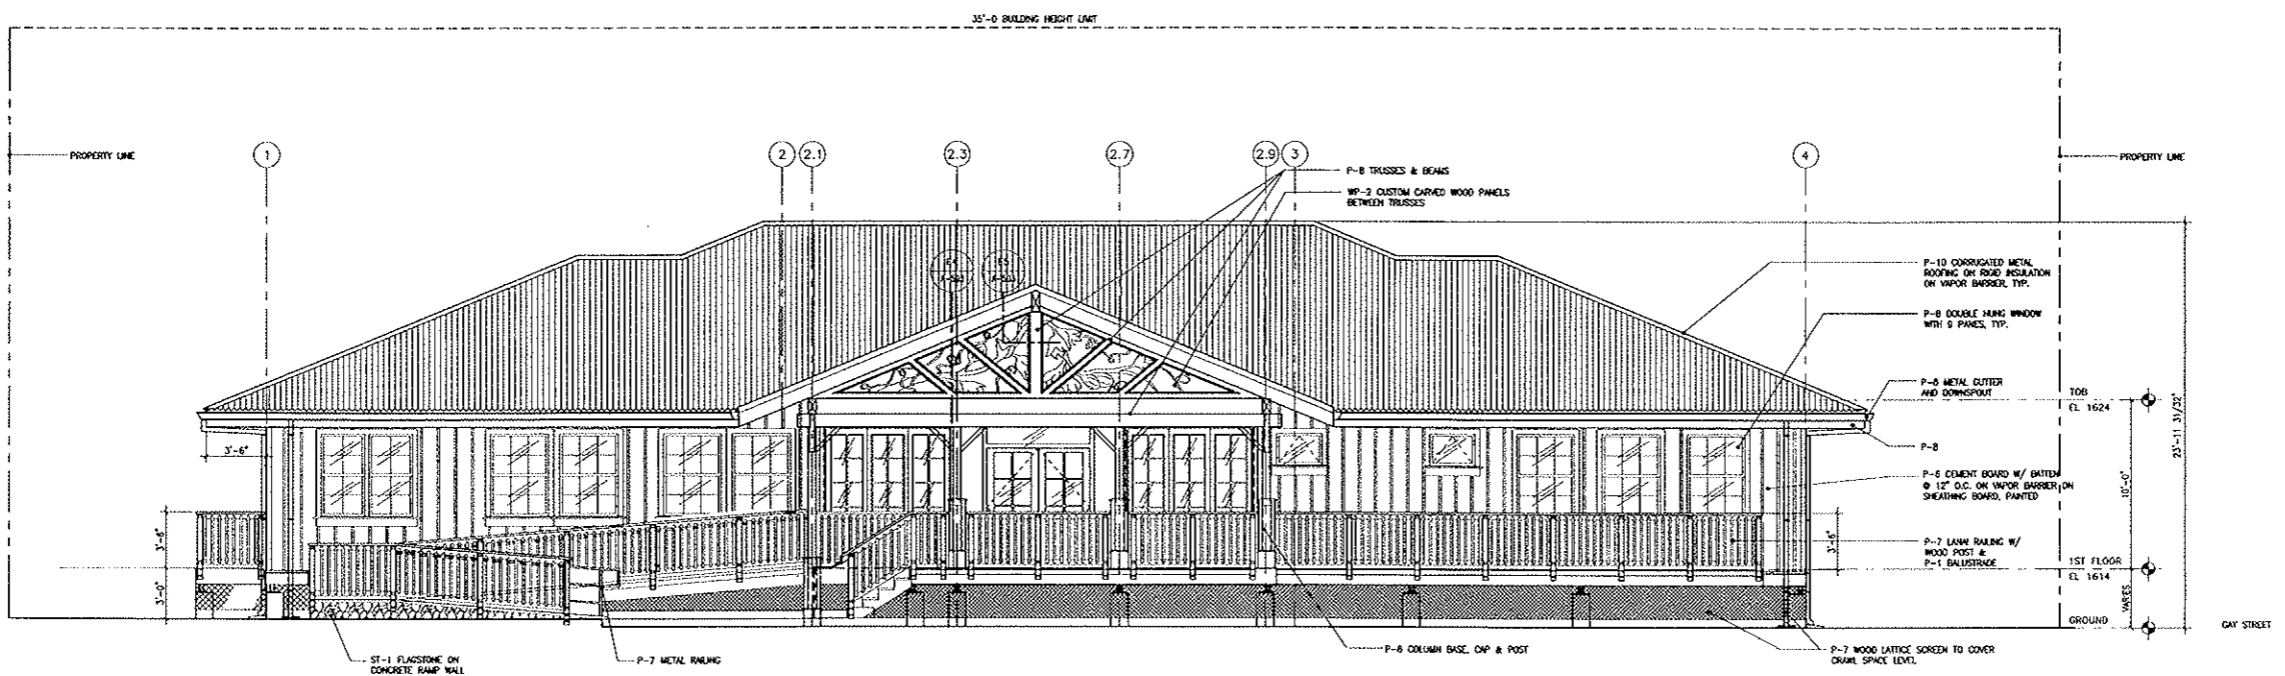 35'-0 BUILDING HEIGHT LIMIT
PROPERTY LINE
1
2
2.1
2.3
2.7
2.9
3
4
PROPERTY LINE
P-8 TRUSSES & BEAMS
WP-2 CUSTOM CARVED WOOD PANELS
BETWEEN TRUSSES
P-10 CORRUGATED METAL
ROOFING ON RIGID INSULATION
ON VAPOR BARRIER, TYP.
P-8 DOUBLE HUNG WINDOW
WITH 9 PANES, TYP.
P-8 METAL GUTTER
AND DOWNSPOUT
TOB
EL 1624
P-8
23'-11 31/32"
3'-6"
P-5 CEMENT BOARD W/ BATTEN
@ 12" O.C. ON VAPOR BARRIER ON
SHEATHING BOARD, PAINTED
10'-0"
3'-6"
3'-6"
P-7 LANAI RAILING W/
WOOD POST &
P-1 BALUSTRADE
1ST FLOOR
EL 1614
3'-0"
VARIES
GROUND
GAY STREET
ST-1 FLAGSTONE ON
CONCRETE RAMP WALL
P-7 METAL RAILING
P-6 COLUMN BASE, CAP & POST
P-7 WOOD LATTICE SCREEN TO COVER
CRAWL SPACE LEVEL